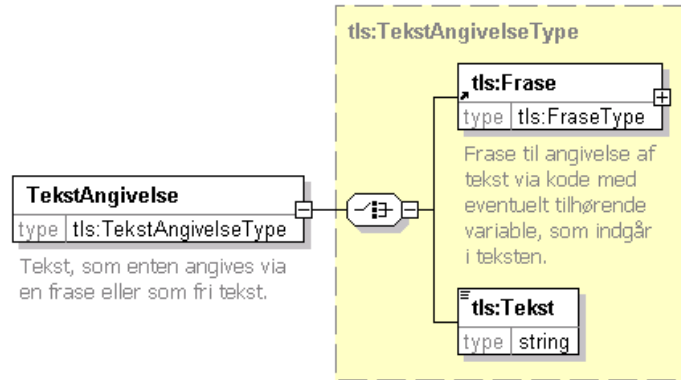 tls:TekstAngivelseType
tls:Frase
type tls:FraseType
Frase til angivelse af
tekst via kode med
eventuelt tilhørende
variable, som indgår
i teksten.
TekstAngivelse
type tls:TekstAngivelseType
Tekst, som enten angives via
en frase eller som fri tekst.
tls:Tekst
type string